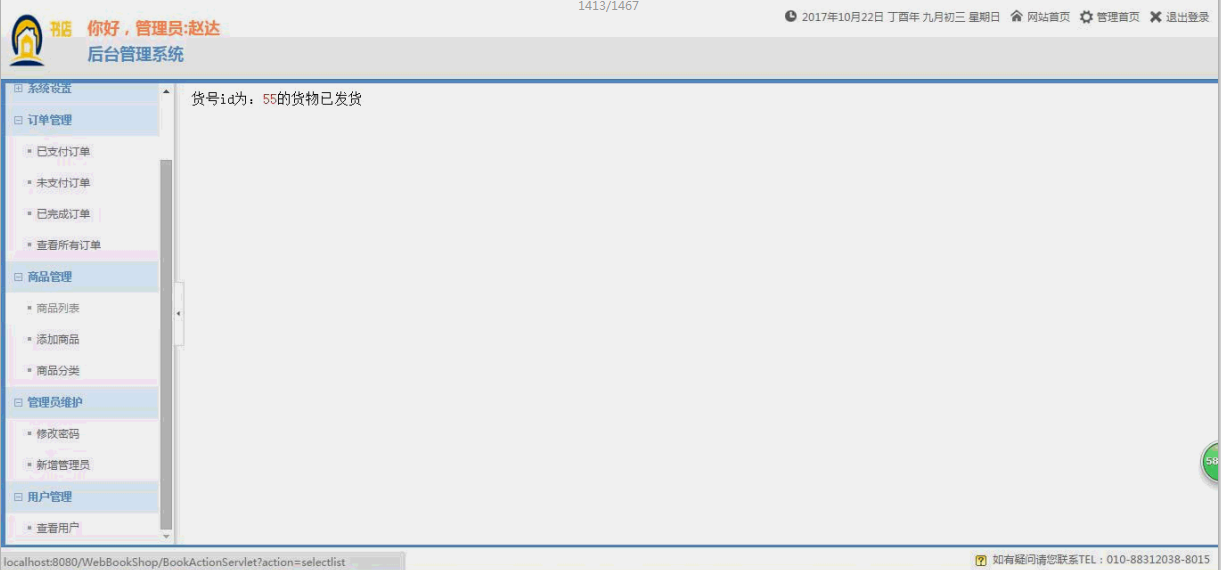 1413/1467
书店
你好，管理员:赵达
后台管理系统
2017年10月22日 丁酉年 九月初三 星期日 网站首页 管理首页 退出登录
系统设置
订单管理
已支付订单
未支付订单
已完成订单
查看所有订单
商品管理
商品列表
添加商品
商品分类
管理员维护
修改密码
新增管理员
用户管理
查看用户
货号id为：55的货物已发货
58
localhost:8080/WebBookShop/BookActionServlet?action=selectlist
如有疑问请您联系TEL：010-88312038-8015